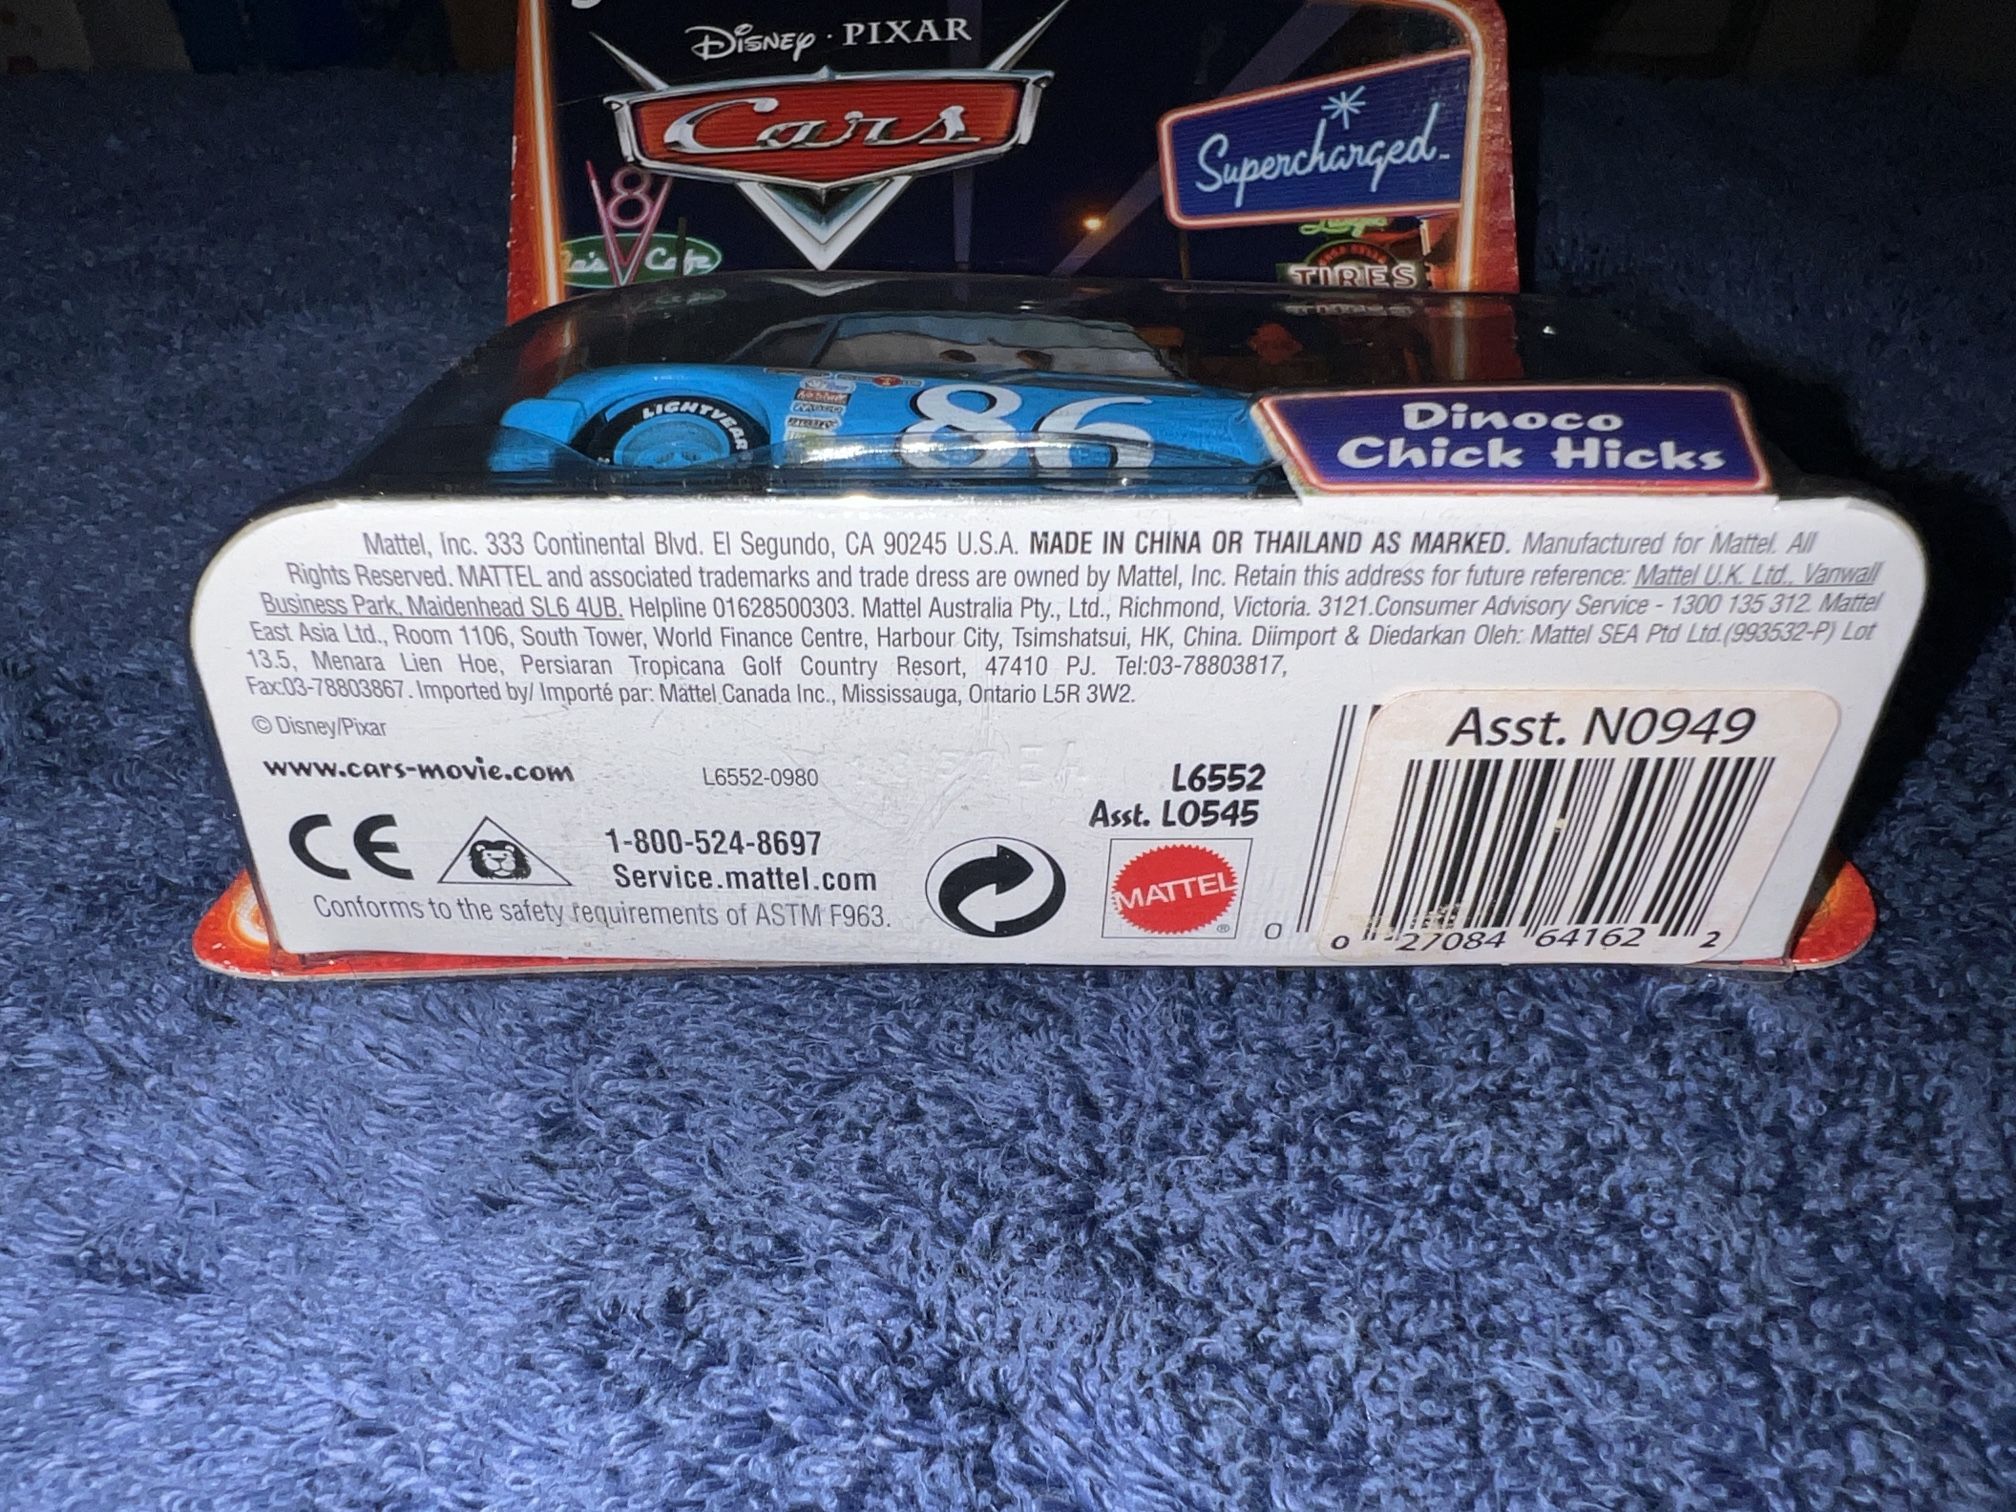 Disney · PIXAR
Cars
Supercharged™
8
Cafe
TIRES
LIGHTYEAR
86
Dinoco
Chick Hicks
Mattel, Inc. 333 Continental Blvd. El Segundo, CA 90245 U.S.A. MADE IN CHINA OR THAILAND AS MARKED. Manufactured for Mattel. All
Rights Reserved. MATTEL and associated trademarks and trade dress are owned by Mattel, Inc. Retain this address for future reference: Mattel U.K. Ltd., Vanwall
Business Park, Maidenhead SL6 4UB. Helpline 01628500303. Mattel Australia Pty., Ltd., Richmond, Victoria. 3121.Consumer Advisory Service - 1300 135 312. Mattel
East Asia Ltd., Room 1106, South Tower, World Finance Centre, Harbour City, Tsimshatsui, HK, China. Diimport & Diedarkan Oleh: Mattel SEA Ptd Ltd.(993532-P) Lot
13.5, Menara Lien Hoe, Persiaran Tropicana Golf Country Resort, 47410 PJ. Tel:03-78803817,
Fax:03-78803867. Imported by/ Importé par: Mattel Canada Inc., Mississauga, Ontario L5R 3W2.
© Disney/Pixar
www.cars-movie.com
L6552-0980
L6552
Asst. L0545
CE
1-800-524-8697
Service.mattel.com
Conforms to the safety requirements of ASTM F963.
MATTEL®
Asst. N0949
0
0 27084 64162 2